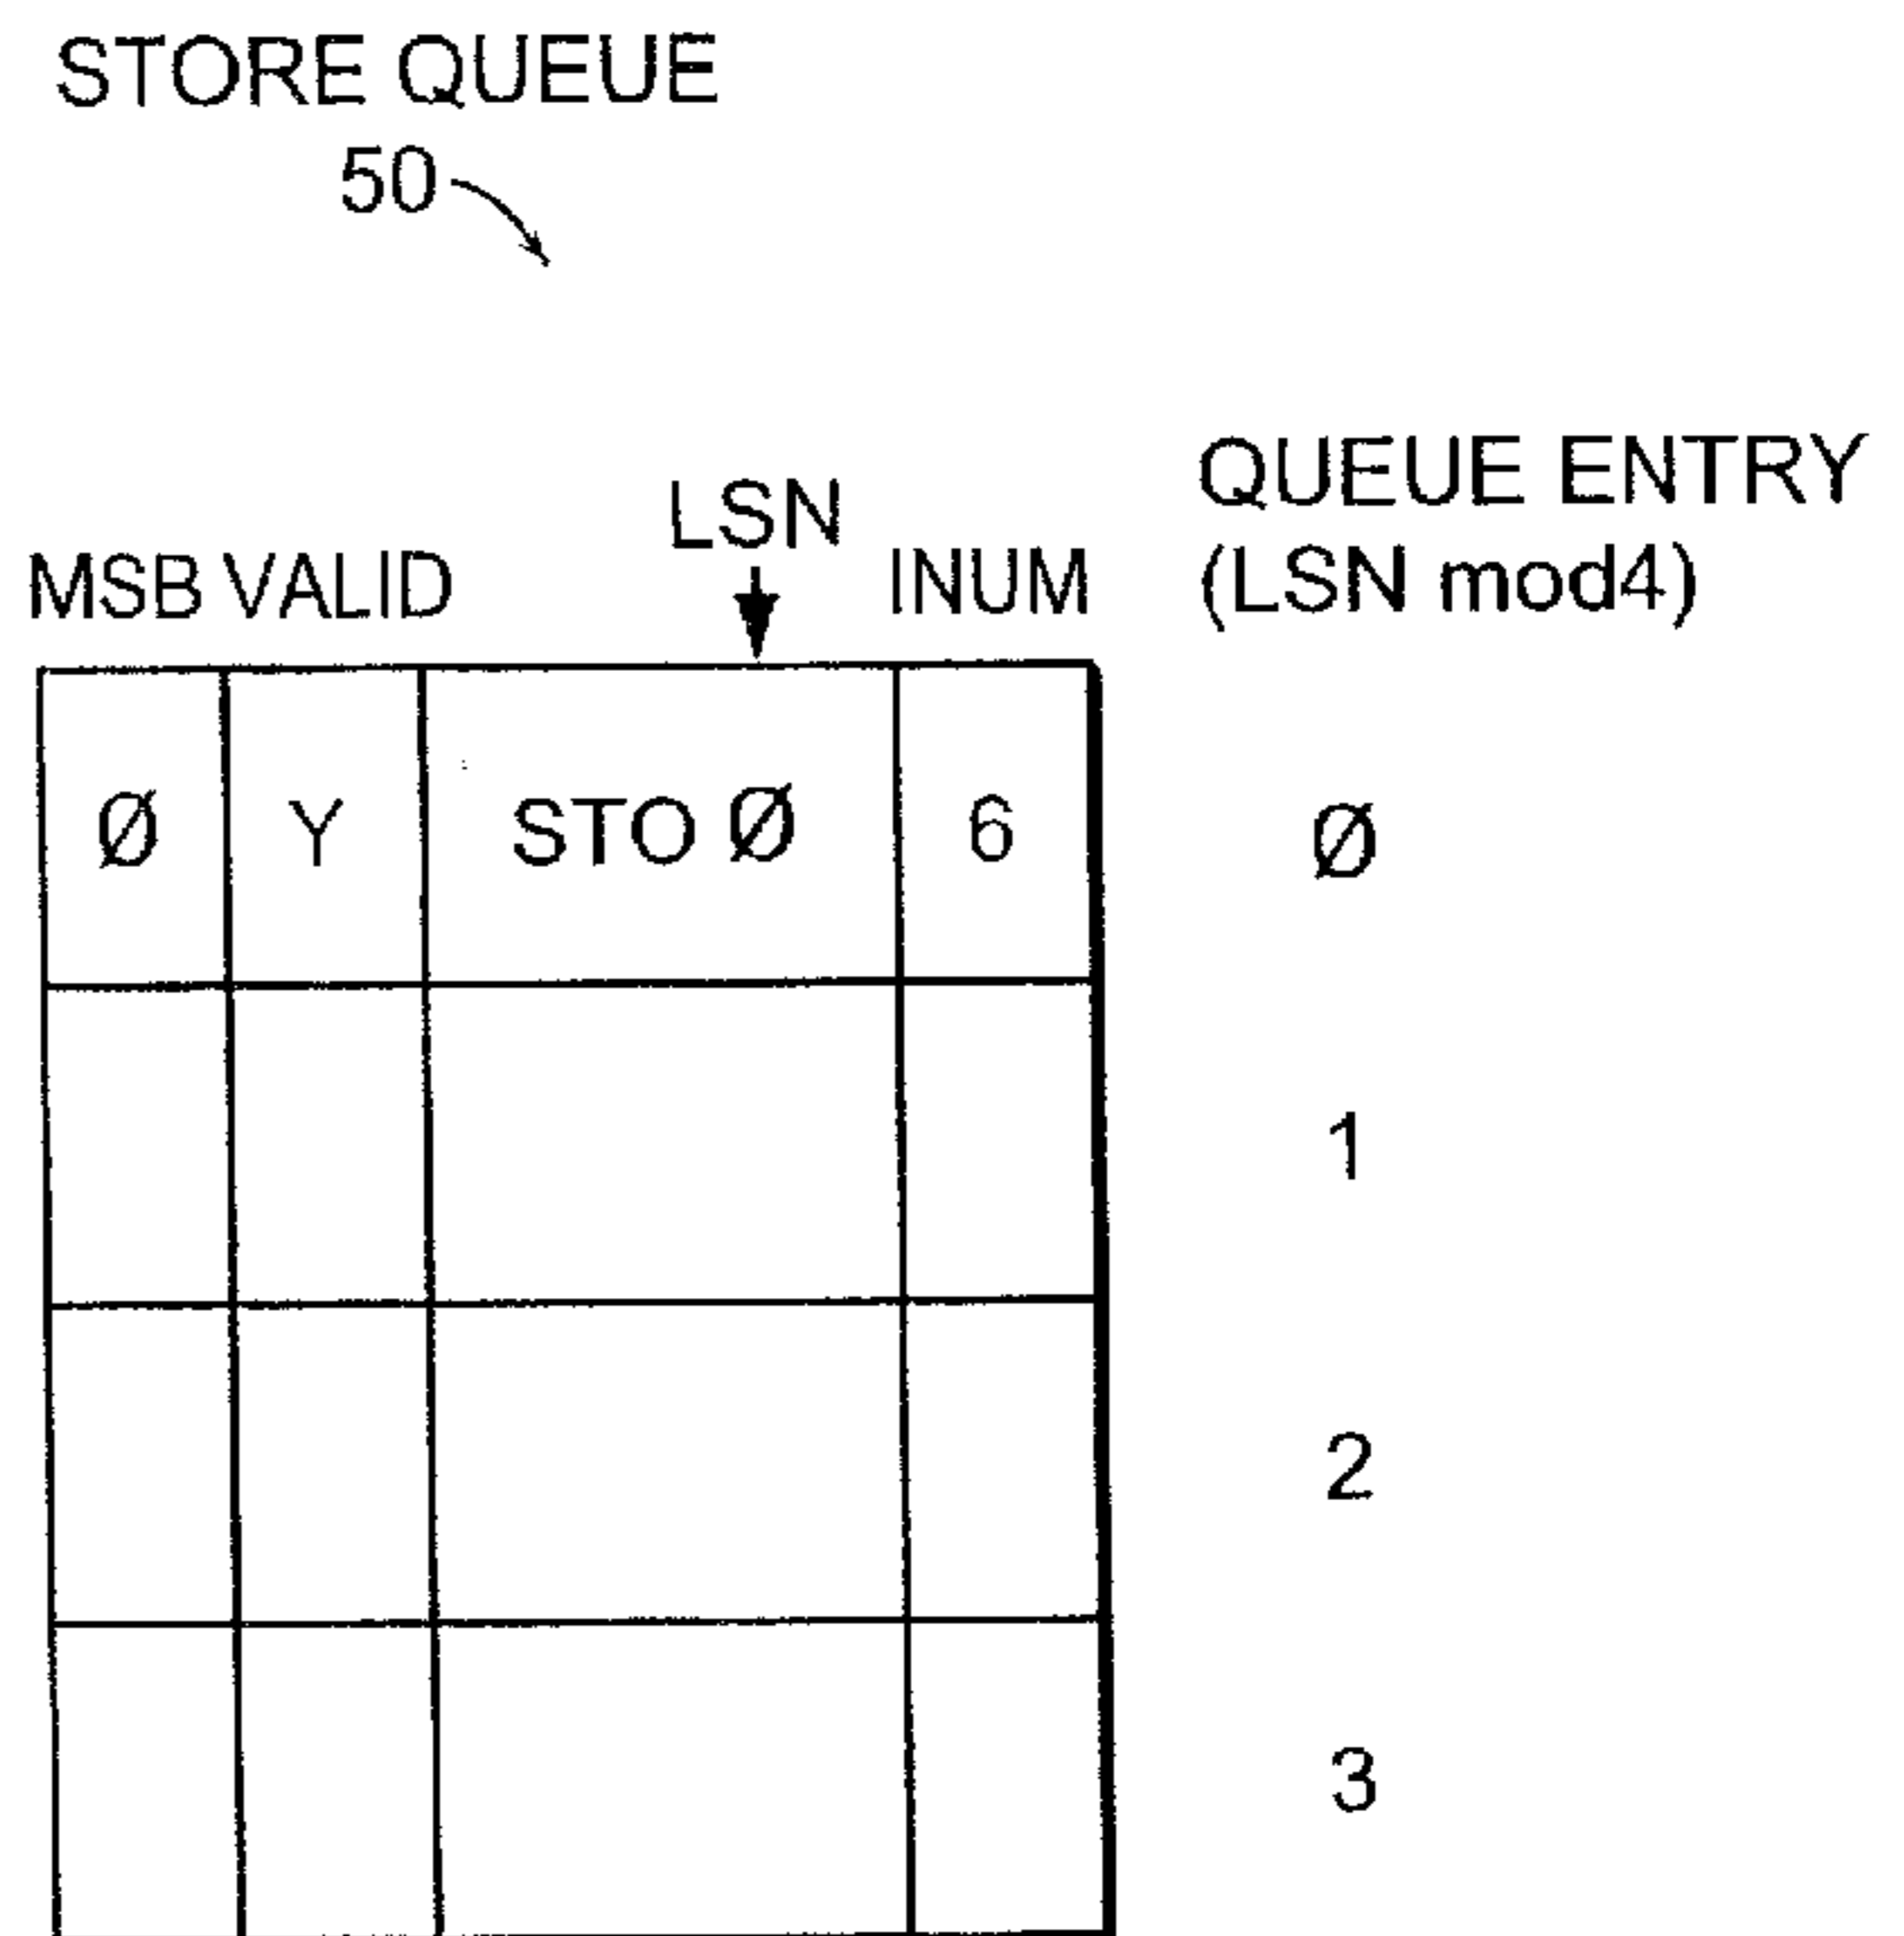 STORE QUEUE
50
LSN
QUEUE ENTRY
MSB VALID INUM (LSN mod4)
Ø Y STO Ø 6 Ø
1
2
3